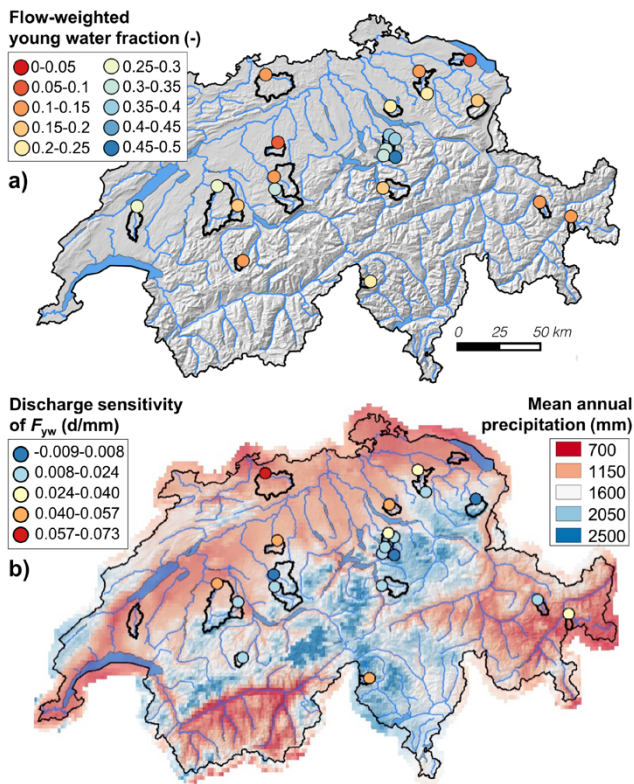 Flow-weighted
young water fraction (-)
0-0.05
0.05-0.1
0.1-0.15
0.15-0.2
0.2-0.25
0.25-0.3
0.3-0.35
0.35-0.4
0.4-0.45
0.45-0.5
a)
0 25 50 km
Discharge sensitivity
of Fyw (d/mm)
-0.009-0.008
0.008-0.024
0.024-0.040
0.040-0.057
0.057-0.073
Mean annual
precipitation (mm)
700
1150
1600
2050
2500
b)